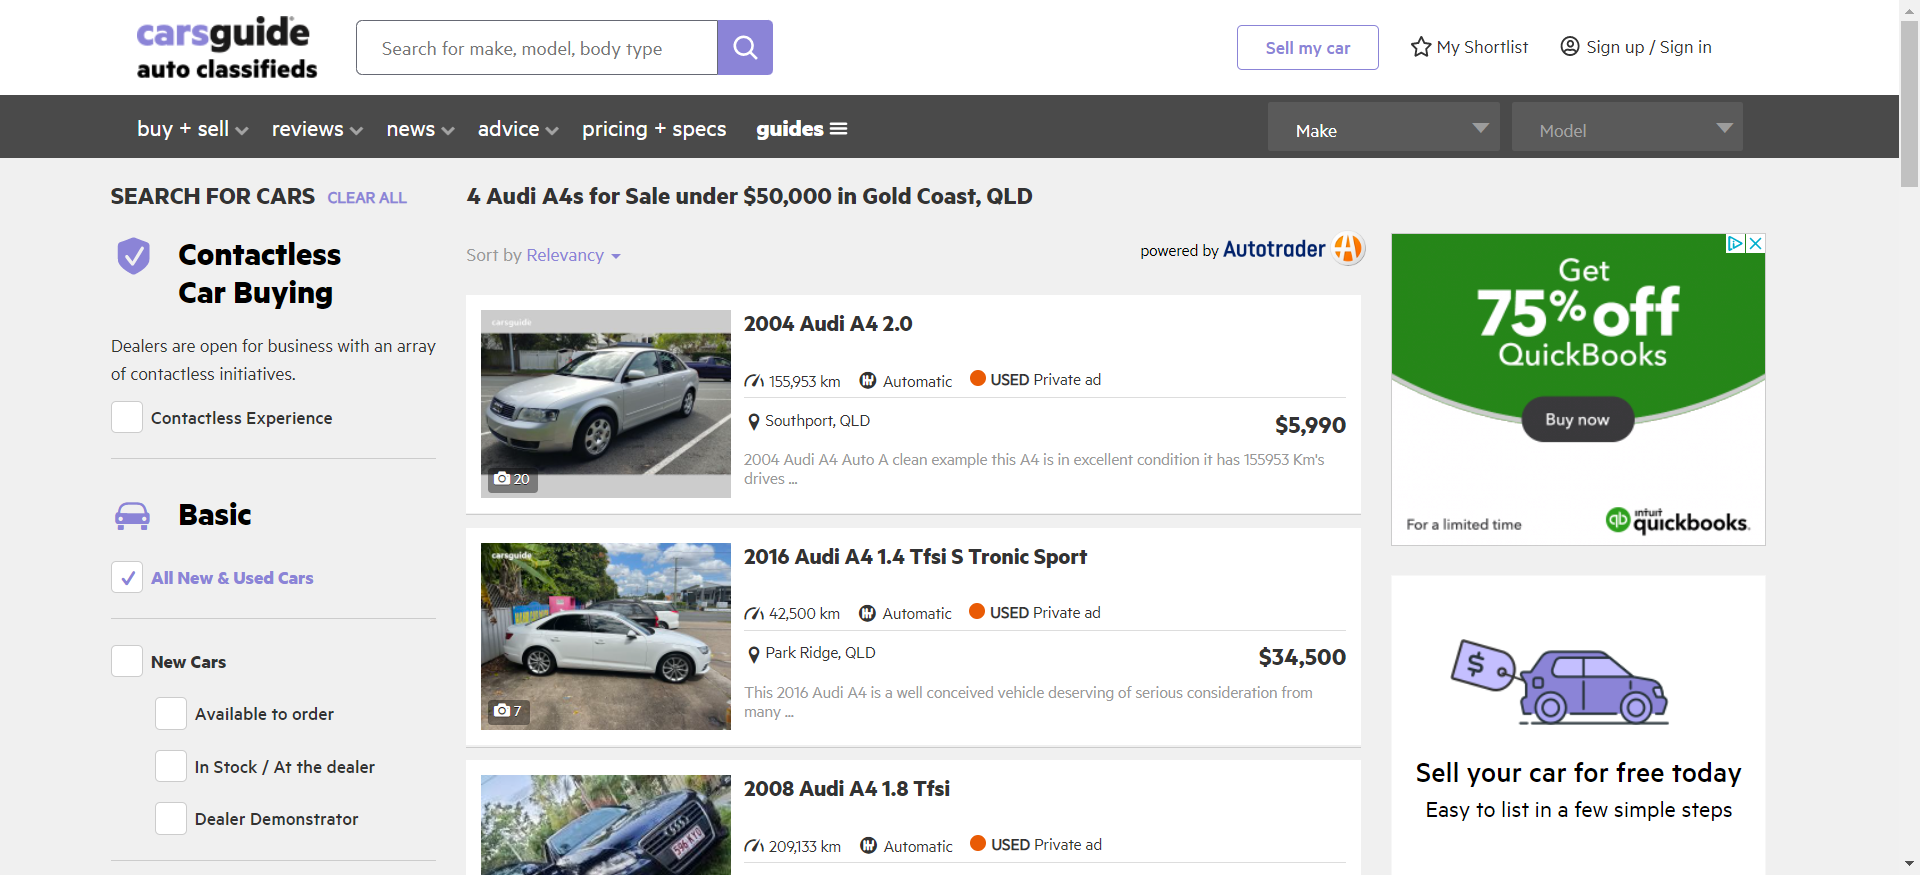 carsguide
auto classifieds
Search for make, model, body type
Sell my car
My Shortlist
Sign up / Sign in
buy + sell
reviews
news
advice
pricing + specs
guides
Make
Model
SEARCH FOR CARS CLEAR ALL
Contactless
Car Buying
Dealers are open for business with an array
of contactless initiatives.
Contactless Experience
Basic
All New & Used Cars
New Cars
Available to order
In Stock / At the dealer
Dealer Demonstrator
4 Audi A4s for Sale under $50,000 in Gold Coast, QLD
Sort by Relevancy
powered by Autotrader
carsguide
20
2004 Audi A4 2.0
155,953 km Automatic USED Private ad
Southport, QLD
$5,990
2004 Audi A4 Auto A clean example this A4 is in excellent condition it has 155953 Km's
drives ...
carsguide
7
2016 Audi A4 1.4 Tfsi S Tronic Sport
42,500 km Automatic USED Private ad
Park Ridge, QLD
$34,500
This 2016 Audi A4 is a well conceived vehicle deserving of serious consideration from
many ...
2008 Audi A4 1.8 Tfsi
209,133 km Automatic USED Private ad
Get
75% off
QuickBooks
Buy now
For a limited time
intuit
quickbooks.
Sell your car for free today
Easy to list in a few simple steps